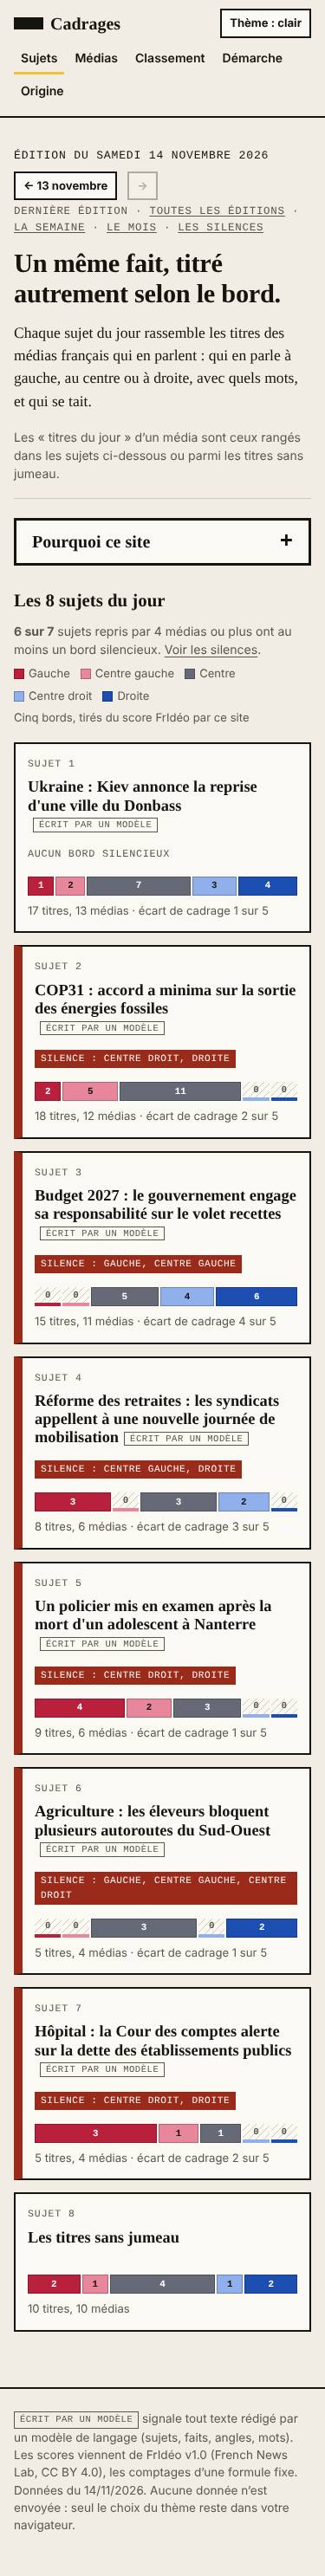 Cadrages
Thème : clair
Sujets Médias Classement Démarche
Origine
ÉDITION DU SAMEDI 14 NOVEMBRE 2026
← 13 novembre →
DERNIÈRE ÉDITION · TOUTES LES ÉDITIONS ·
LA SEMAINE · LE MOIS · LES SILENCES
Un même fait, titré
autrement selon le bord.
Chaque sujet du jour rassemble les titres des
médias français qui en parlent : qui en parle à
gauche, au centre ou à droite, avec quels mots,
et qui se tait.
Les « titres du jour » d’un média sont ceux rangés
dans les sujets ci-dessous ou parmi les titres sans
jumeau.
Pourquoi ce site +
Les 8 sujets du jour
6 sur 7 sujets repris par 4 médias ou plus ont au
moins un bord silencieux. Voir les silences.
Gauche Centre gauche Centre
Centre droit Droite
Cinq bords, tirés du score FrIdéo par ce site
SUJET 1
Ukraine : Kiev annonce la reprise
d'une ville du Donbass
ÉCRIT PAR UN MODÈLE
AUCUN BORD SILENCIEUX
1 2 7 3 4
17 titres, 13 médias · écart de cadrage 1 sur 5
SUJET 2
COP31 : accord a minima sur la sortie
des énergies fossiles
ÉCRIT PAR UN MODÈLE
SILENCE : CENTRE DROIT, DROITE
2 5 11 0 0
18 titres, 12 médias · écart de cadrage 2 sur 5
SUJET 3
Budget 2027 : le gouvernement engage
sa responsabilité sur le volet recettes
ÉCRIT PAR UN MODÈLE
SILENCE : GAUCHE, CENTRE GAUCHE
0 0 5 4 6
15 titres, 11 médias · écart de cadrage 4 sur 5
SUJET 4
Réforme des retraites : les syndicats
appellent à une nouvelle journée de
mobilisation ÉCRIT PAR UN MODÈLE
SILENCE : CENTRE GAUCHE, DROITE
3 0 3 2 0
8 titres, 6 médias · écart de cadrage 3 sur 5
SUJET 5
Un policier mis en examen après la
mort d'un adolescent à Nanterre
ÉCRIT PAR UN MODÈLE
SILENCE : CENTRE DROIT, DROITE
4 2 3 0 0
9 titres, 6 médias · écart de cadrage 1 sur 5
SUJET 6
Agriculture : les éleveurs bloquent
plusieurs autoroutes du Sud-Ouest
ÉCRIT PAR UN MODÈLE
SILENCE : GAUCHE, CENTRE GAUCHE, CENTRE
DROIT
0 0 3 0 2
5 titres, 4 médias · écart de cadrage 1 sur 5
SUJET 7
Hôpital : la Cour des comptes alerte
sur la dette des établissements publics
ÉCRIT PAR UN MODÈLE
SILENCE : CENTRE DROIT, DROITE
3 1 1 0 0
5 titres, 4 médias · écart de cadrage 2 sur 5
SUJET 8
Les titres sans jumeau
2 1 4 1 2
10 titres, 10 médias
ÉCRIT PAR UN MODÈLE signale tout texte rédigé par
un modèle de langage (sujets, faits, angles, mots).
Les scores viennent de FrIdéo v1.0 (French News
Lab, CC BY 4.0), les comptages d’une formule fixe.
Données du 14/11/2026. Aucune donnée n’est
envoyée : seul le choix du thème reste dans votre
navigateur.